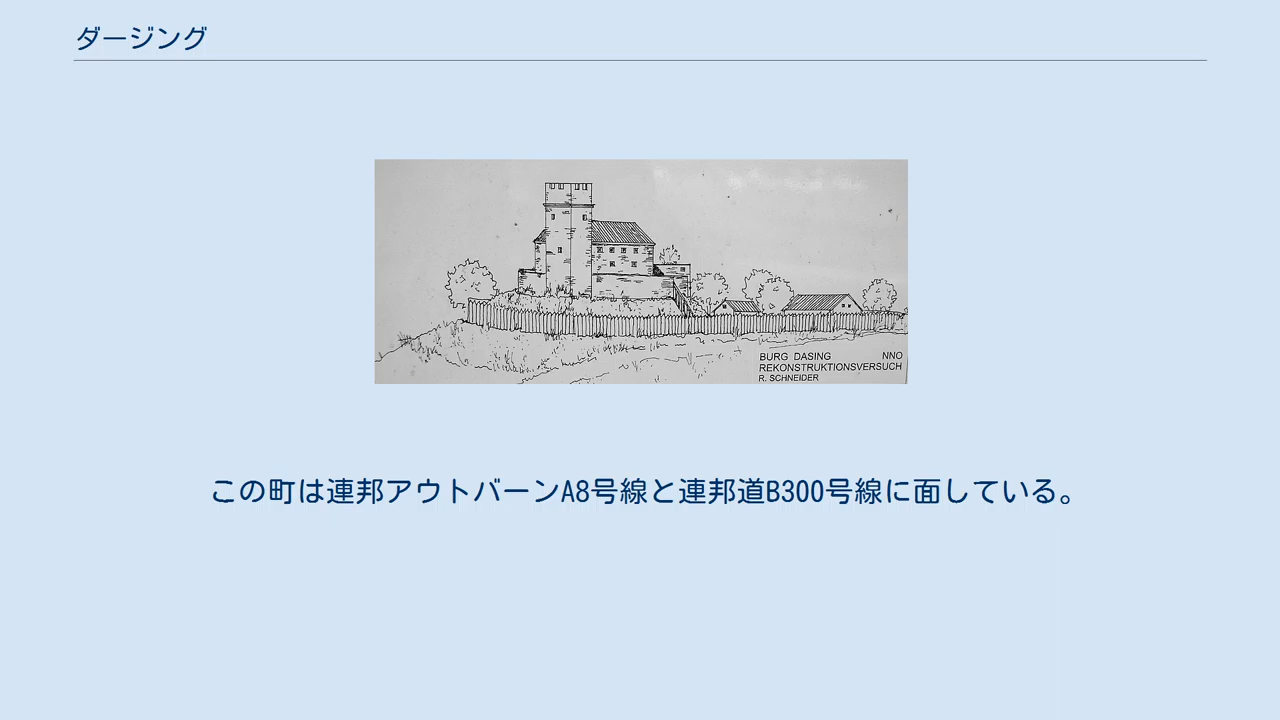 ダージング
BURG DASING NNO
REKONSTRUKTIONSVERSUCH
R. SCHNEIDER
この町は連邦アウトバーンA8号線と連邦道B300号線に面している。